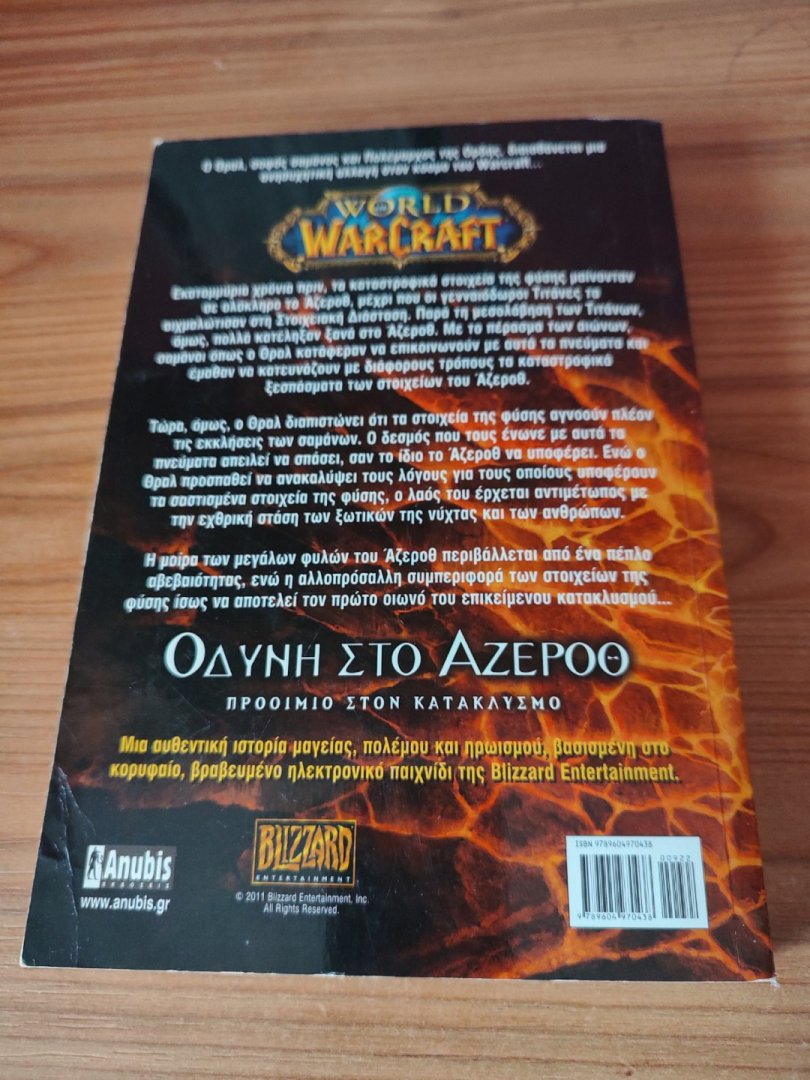 Ο Θραλ, σοφός σαμάνος και Πολέμαρχος της Ορδής, διαισθάνεται μια
ανησυχητική αλλαγή στον κόσμο του Warcraft...
WORLD
OF
WARCRAFT
Εκατομμύρια χρόνια πριν, τα καταστροφικά στοιχεία της φύσης μαίνονταν
σε ολόκληρο το Άζεροθ, μέχρι που οι γενναιόδωροι Τιτάνες τα
αιχμαλώτισαν στη Στοιχειακή Διάσταση. Παρά τη μεσολάβηση των Τιτάνων,
όμως, πολλά κατέληξαν ξανά στο Άζεροθ. Με το πέρασμα των αιώνων,
σαμάνοι όπως ο Θραλ κατάφεραν να επικοινωνούν με αυτά τα πνεύματα και
έμαθαν να κατευνάζουν με διάφορους τρόπους τα καταστροφικά
ξεσπάσματα των στοιχείων του Άζεροθ.
Τώρα, όμως, ο Θραλ διαπιστώνει ότι τα στοιχεία της φύσης αγνοούν πλέον
τις εκκλήσεις των σαμάνων. Ο δεσμός που τους ένωνε με αυτά τα
πνεύματα απειλεί να σπάσει, σαν το ίδιο το Άζεροθ να υποφέρει. Ενώ ο
Θραλ προσπαθεί να ανακαλύψει τους λόγους για τους οποίους υποφέρουν
τα σαστισμένα στοιχεία της φύσης, ο λαός του έρχεται αντιμέτωπος με
την εχθρική στάση των ξωτικών της νύχτας και των ανθρώπων.
Η μοίρα των μεγάλων φυλών του Άζεροθ περιβάλλεται από ένα πέπλο
αβεβαιότητας, ενώ η αλλοπρόσαλλη συμπεριφορά των στοιχείων της
φύσης ίσως να αποτελεί τον πρώτο οιωνό του επικείμενου κατακλυσμού...
ΟΔΥΝΗ ΣΤΟ ΑΖΕΡΟΘ
ΠΡΟΟΙΜΙΟ ΣΤΟΝ ΚΑΤΑΚΛΥΣΜΟ
Μια αυθεντική ιστορία μαγείας, πολέμου και ηρωισμού, βασισμένη στο
κορυφαίο, βραβευμένο ηλεκτρονικό παιχνίδι της Blizzard Entertainment.
Anubis
ΕΚΔΟΣΕΙΣ
www.anubis.gr
BLIZZARD
ENTERTAINMENT
© 2011 Blizzard Entertainment, Inc.
All Rights Reserved.
ISBN 9789604970438
00922
9 789604 970438